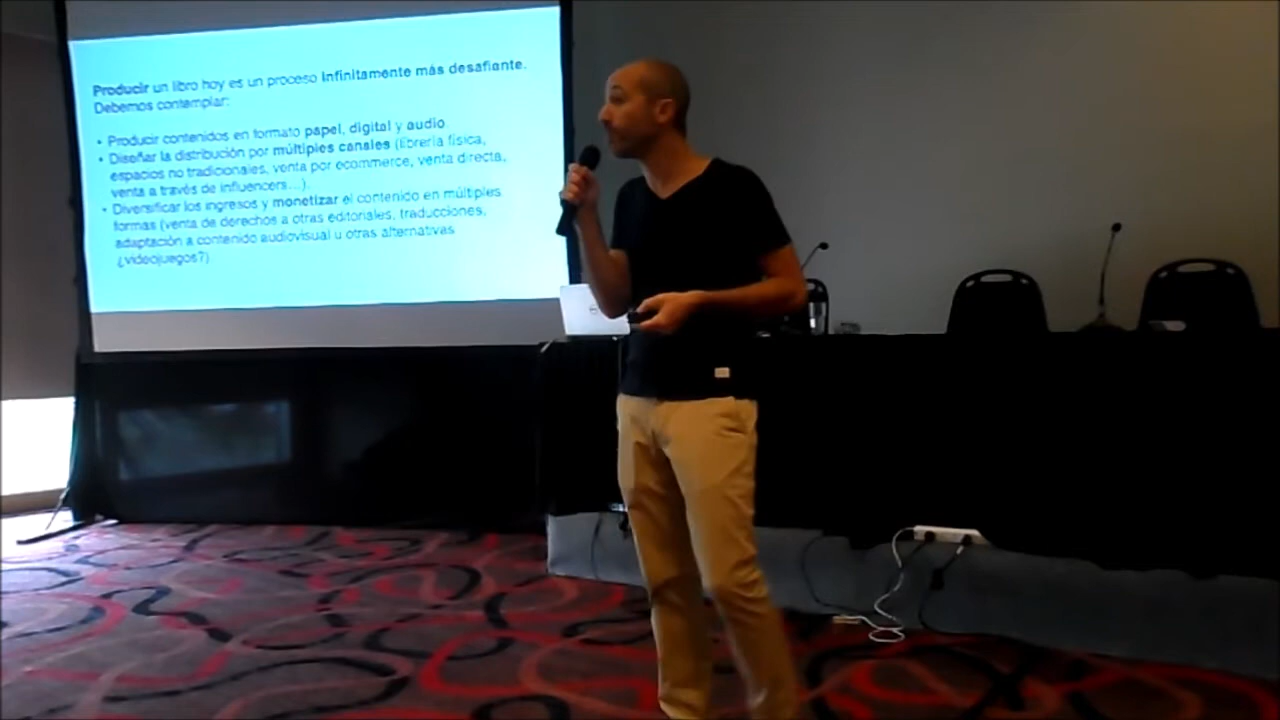 Producir un libro hoy es un proceso infinitamente más desafiante.
Debemos contemplar:
• Producir contenidos en formato papel, digital y audio
• Diseñar la distribución por múltiples canales (librería física,
espacios no tradicionales, venta por ecommerce, venta directa,
venta a través de influencers...).
• Diversificar los ingresos y monetizar el contenido en múltiples
formas (venta de derechos a otras editoriales, traducciones,
adaptación a contenido audiovisual u otras alternativas
¿videojuegos?)